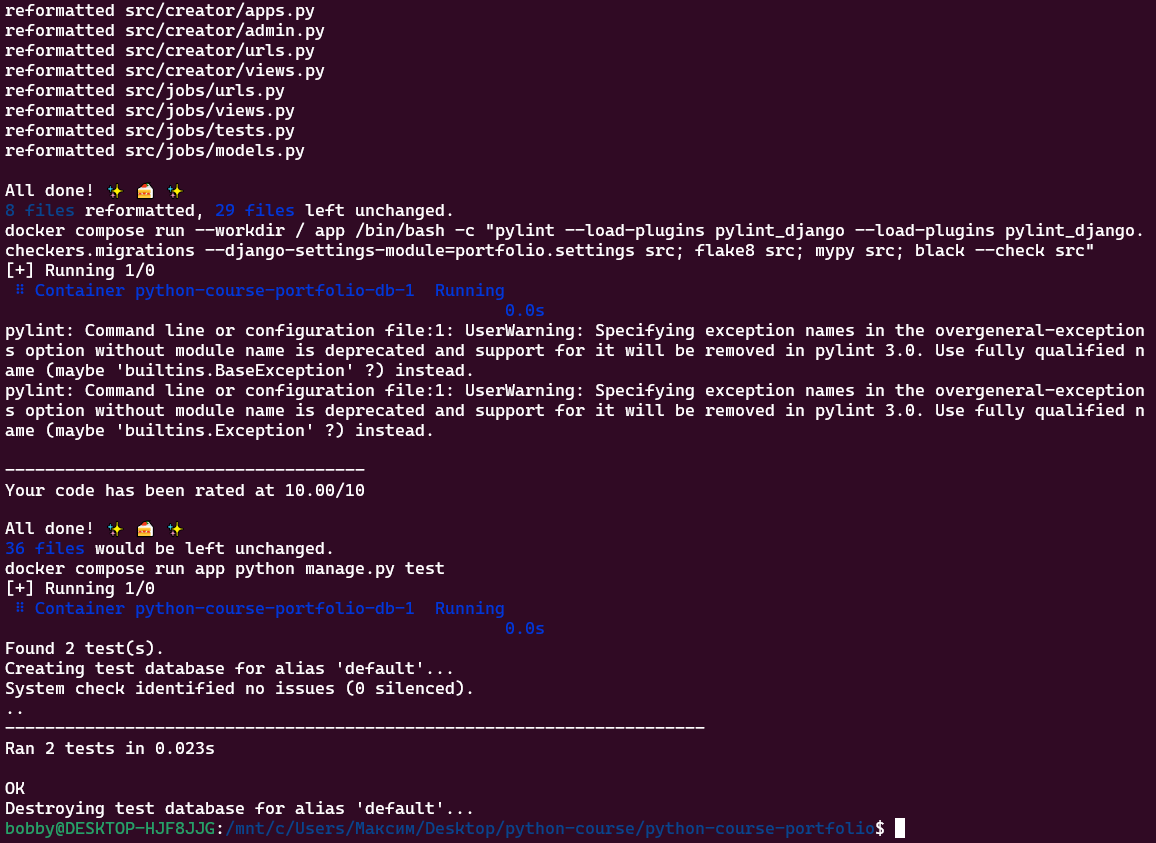 reformatted src/creator/apps.py
reformatted src/creator/admin.py
reformatted src/creator/urls.py
reformatted src/creator/views.py
reformatted src/jobs/urls.py
reformatted src/jobs/views.py
reformatted src/jobs/tests.py
reformatted src/jobs/models.py
All done! ✨ 🍰 ✨
8 files reformatted, 29 files left unchanged.
docker compose run --workdir / app /bin/bash -c "pylint --load-plugins pylint_django --load-plugins pylint_django.
checkers.migrations --django-settings-module=portfolio.settings src; flake8 src; mypy src; black --check src"
[+] Running 1/0
⠿ Container python-course-portfolio-db-1  Running
0.0s
pylint: Command line or configuration file:1: UserWarning: Specifying exception names in the overgeneral-exception
s option without module name is deprecated and support for it will be removed in pylint 3.0. Use fully qualified n
ame (maybe 'builtins.BaseException' ?) instead.
pylint: Command line or configuration file:1: UserWarning: Specifying exception names in the overgeneral-exception
s option without module name is deprecated and support for it will be removed in pylint 3.0. Use fully qualified n
ame (maybe 'builtins.Exception' ?) instead.
------------------------------------
Your code has been rated at 10.00/10
All done! ✨ 🍰 ✨
36 files would be left unchanged.
docker compose run app python manage.py test
[+] Running 1/0
⠿ Container python-course-portfolio-db-1  Running
0.0s
Found 2 test(s).
Creating test database for alias 'default'...
System check identified no issues (0 silenced).
..
----------------------------------------------------------------------
Ran 2 tests in 0.023s
OK
Destroying test database for alias 'default'...
bobby@DESKTOP-HJF8JJG:/mnt/c/Users/Максим/Desktop/python-course/python-course-portfolio$